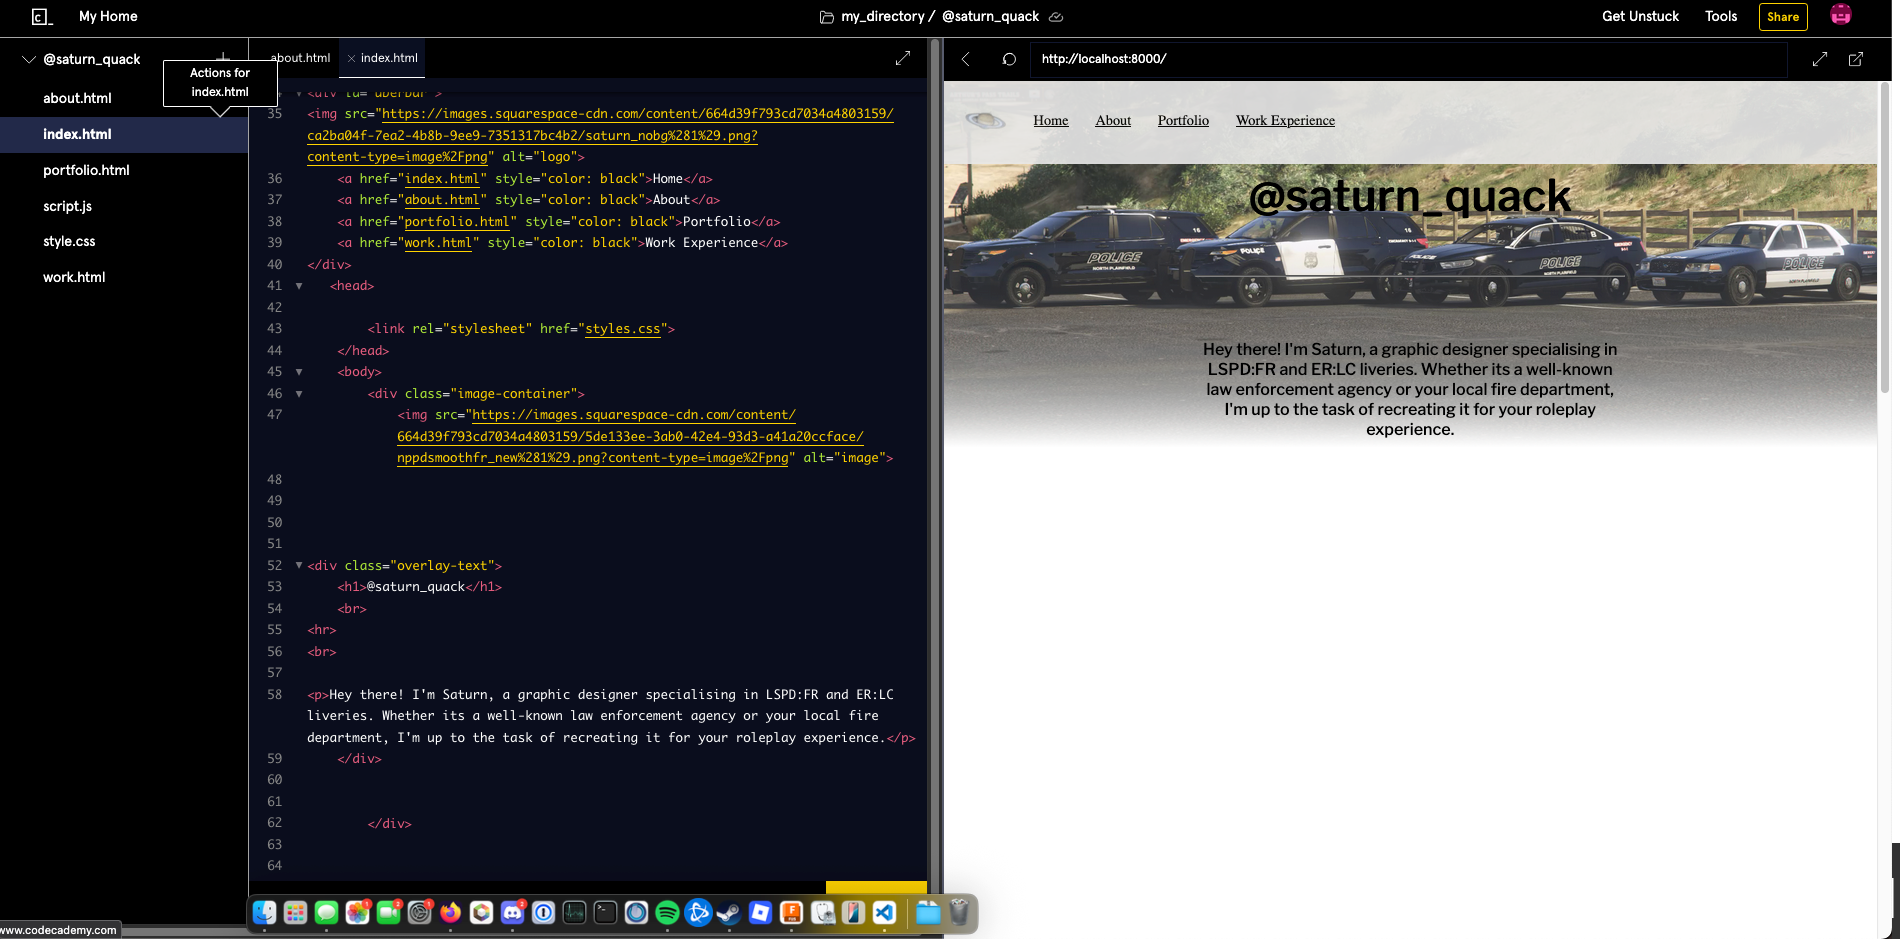 My Home
my_directory / @saturn_quack
Get Unstuck
Tools
Share
@saturn_quack
Actions for
index.html
about.html
index.html
portfolio.html
script.js
style.css
work.html
about.html
index.html
34 <div id="uberbar">
35 <img src="https://images.squarespace-cdn.com/content/664d39f793cd7034a4803159/
ca2ba04f-7ea2-4b8b-9ee9-7351317bc4b2/saturn_nobg%281%29.png?
content-type=image%2Fpng" alt="logo">
36 <a href="index.html" style="color: black">Home</a>
37 <a href="about.html" style="color: black">About</a>
38 <a href="portfolio.html" style="color: black">Portfolio</a>
39 <a href="work.html" style="color: black">Work Experience</a>
40 </div>
41 <head>
42
43 <link rel="stylesheet" href="styles.css">
44 </head>
45 <body>
46 <div class="image-container">
47 <img src="https://images.squarespace-cdn.com/content/
664d39f793cd7034a4803159/5de133ee-3ab0-42e4-93d3-a41a20ccface/
nppdsmoothfr_new%281%29.png?content-type=image%2Fpng" alt="image">
48
49
50
51
52 <div class="overlay-text">
53 <h1>@saturn_quack</h1>
54 <br>
55 <hr>
56 <br>
57
58 <p>Hey there! I'm Saturn, a graphic designer specialising in LSPD:FR and ER:LC
liveries. Whether its a well-known law enforcement agency or your local fire
department, I'm up to the task of recreating it for your roleplay experience.</p>
59 </div>
60
61
62 </div>
63
64
http://localhost:8000/
Home
About
Portfolio
Work Experience
@saturn_quack
16
POLICE
NORTH PLAINFIELD
POLICE
16
POLICE
8
POLICE
NORTH PLAINFIELD
POLICE
NORTH PLAINFIELD
Hey there! I'm Saturn, a graphic designer specialising in
LSPD:FR and ER:LC liveries. Whether its a well-known
law enforcement agency or your local fire department,
I'm up to the task of recreating it for your roleplay
experience.
www.codecademy.com